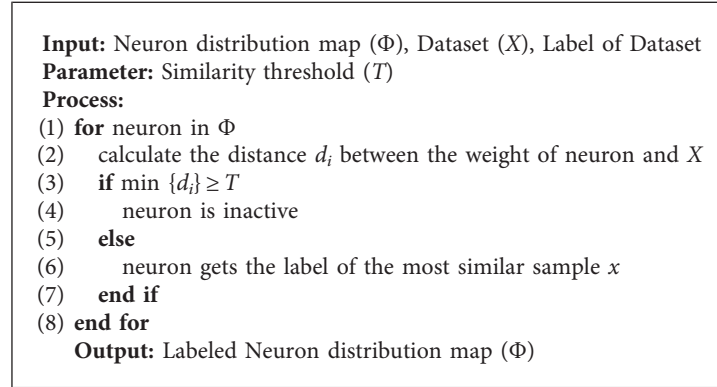 Input: Neuron distribution map (Φ), Dataset (X), Label of Dataset
Parameter: Similarity threshold (T)
Process:
(1) for neuron in Φ
(2) calculate the distance dᵢ between the weight of neuron and X
(3) if min {dᵢ} ≥ T
(4) neuron is inactive
(5) else
(6) neuron gets the label of the most similar sample x
(7) end if
(8) end for
Output: Labeled Neuron distribution map (Φ)